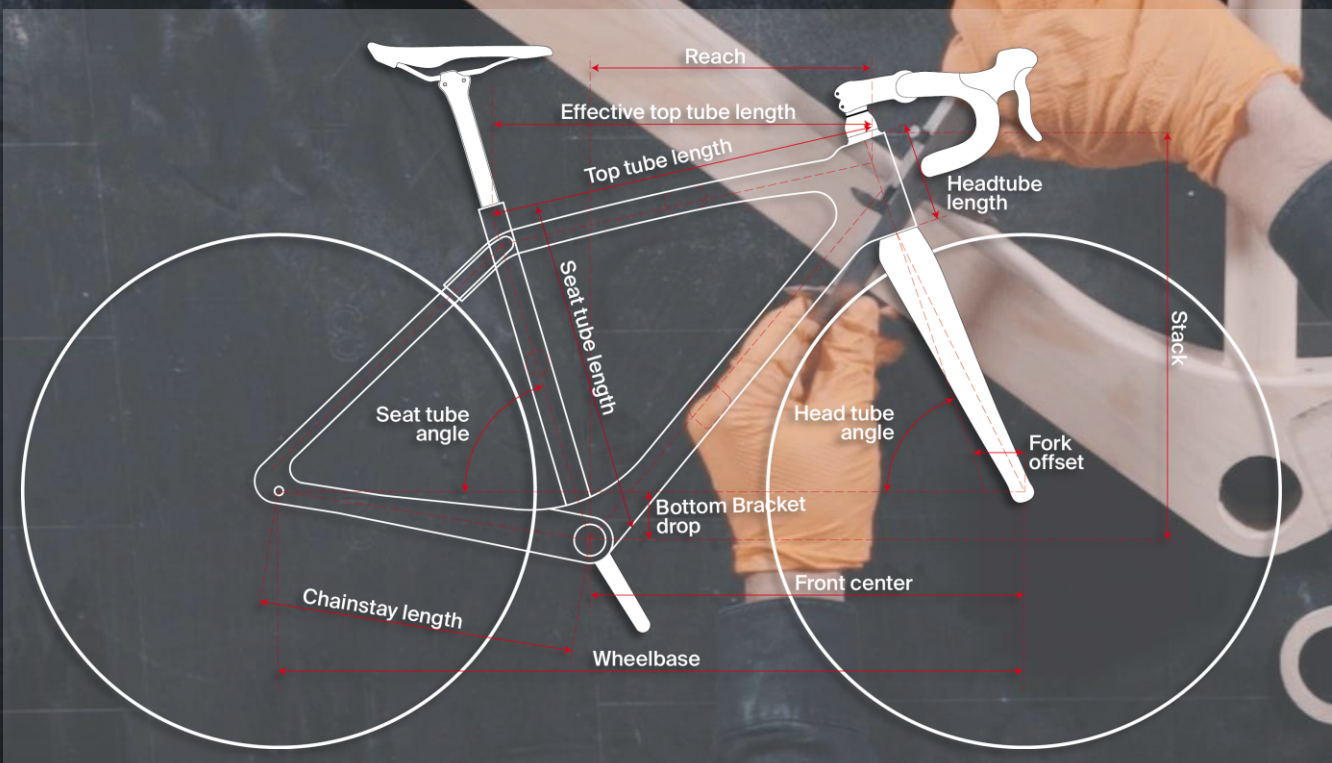 Reach
Effective top tube length
Top tube length
Headtube
length
Seat tube length
Stack
Seat tube
angle
Head tube
angle
Fork
offset
Bottom Bracket
drop
Front center
Chainstay length
Wheelbase